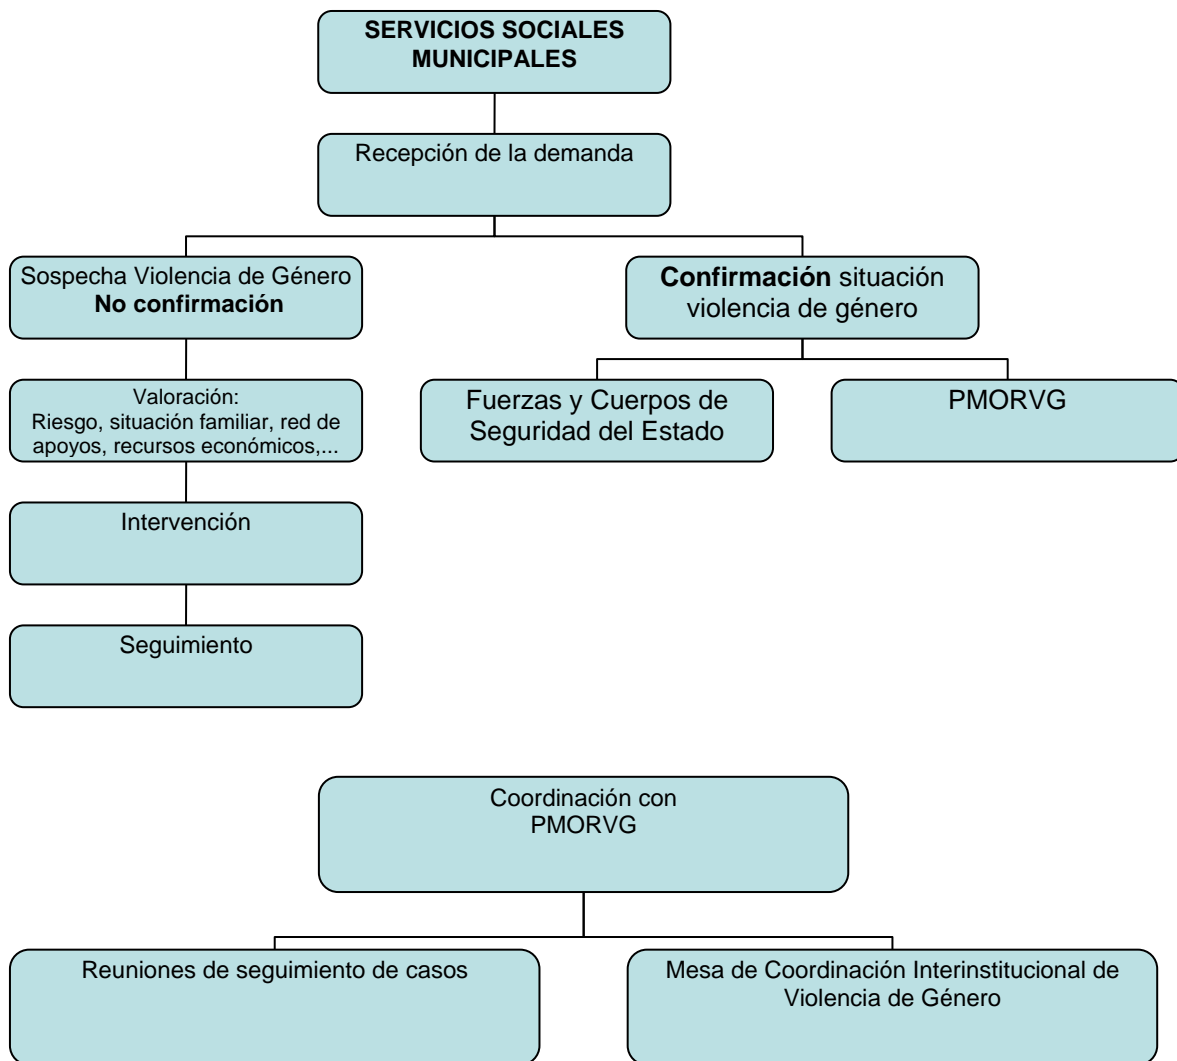 SERVICIOS SOCIALES
MUNICIPALES
Recepción de la demanda
Sospecha Violencia de Género
No confirmación
Confirmación situación
violencia de género
Valoración:
Riesgo, situación familiar, red de
apoyos, recursos económicos,...
Fuerzas y Cuerpos de
Seguridad del Estado
PMORVG
Intervención
Seguimiento
Coordinación con
PMORVG
Reuniones de seguimiento de casos
Mesa de Coordinación Interinstitucional de
Violencia de Género